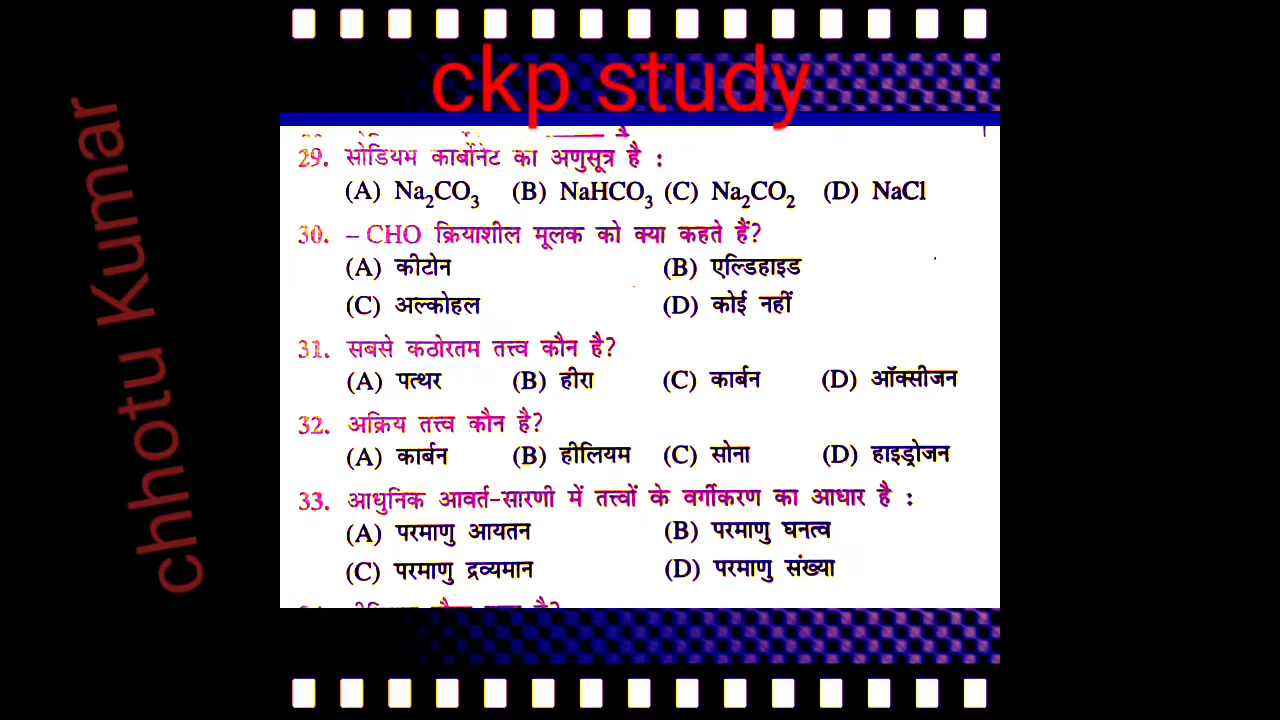 ckp study
chhotu Kumar
29. सोडियम कार्बोनेट का अणुसूत्र है :
(A) Na₂CO₃ (B) NaHCO₃ (C) Na₂CO₂ (D) NaCl
30. – CHO क्रियाशील मूलक को क्या कहते हैं?
(A) कीटोन (B) एल्डिहाइड
(C) अल्कोहल (D) कोई नहीं
31. सबसे कठोरतम तत्त्व कौन है?
(A) पत्थर (B) हीरा (C) कार्बन (D) ऑक्सीजन
32. अक्रिय तत्त्व कौन है?
(A) कार्बन (B) हीलियम (C) सोना (D) हाइड्रोजन
33. आधुनिक आवर्त-सारणी में तत्त्वों के वर्गीकरण का आधार है :
(A) परमाणु आयतन (B) परमाणु घनत्व
(C) परमाणु द्रव्यमान (D) परमाणु संख्या